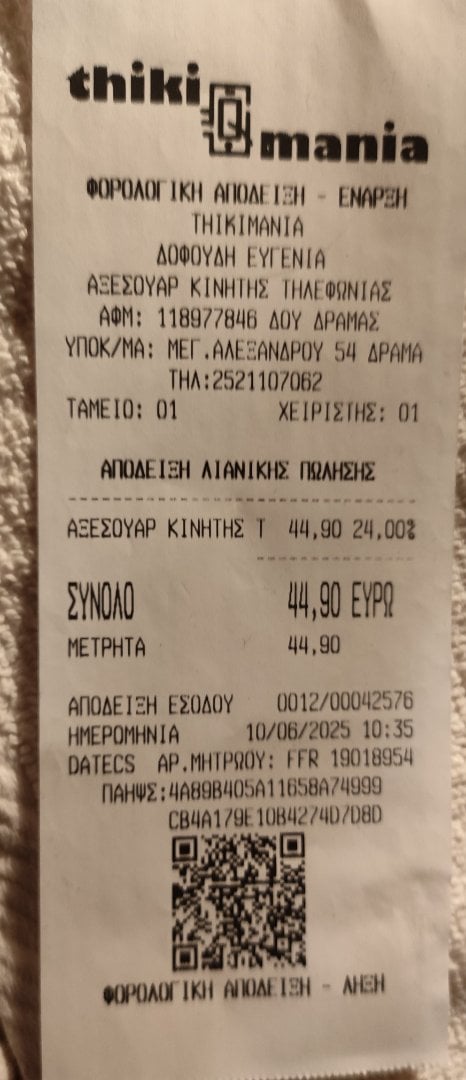 thiki
mania
ΦΟΡΟΛΟΓΙΚΗ ΑΠΟΔΕΙΞΗ - ΕΝΑΡΞΗ
THIKIMANIA
ΔΟΦΟΥΔΗ ΕΥΓΕΝΙΑ
ΑΞΕΣΟΥΑΡ ΚΙΝΗΤΗΣ ΤΗΛΕΦΩΝΙΑΣ
ΑΦΜ: 118977846 ΔΟΥ ΔΡΑΜΑΣ
ΥΠΟΚ/ΜΑ: ΜΕΓ.ΑΛΕΞΑΝΔΡΟΥ 54 ΔΡΑΜΑ
ΤΗΛ:2521107062
ΤΑΜΕΙΟ: 01 ΧΕΙΡΙΣΤΗΣ: 01
ΑΠΟΔΕΙΞΗ ΛΙΑΝΙΚΗΣ ΠΩΛΗΣΗΣ
ΑΞΕΣΟΥΑΡ ΚΙΝΗΤΗΣ Τ 44,90 24,00%
ΣΥΝΟΛΟ 44,90 ΕΥΡΩ
ΜΕΤΡΗΤΑ 44,90
ΑΠΟΔΕΙΞΗ ΕΣΟΔΟΥ 0012/00042576
ΗΜΕΡΟΜΗΝΙΑ 10/06/2025 10:35
DATECS ΑΡ.ΜΗΤΡΩΟΥ: FFR 19018954
ΠΑΗΨΣ:4A89B405A11658A74999
CB4A179E10B4274D7D8D
ΦΟΡΟΛΟΓΙΚΗ ΑΠΟΔΕΙΞΗ - ΛΗΞΗ